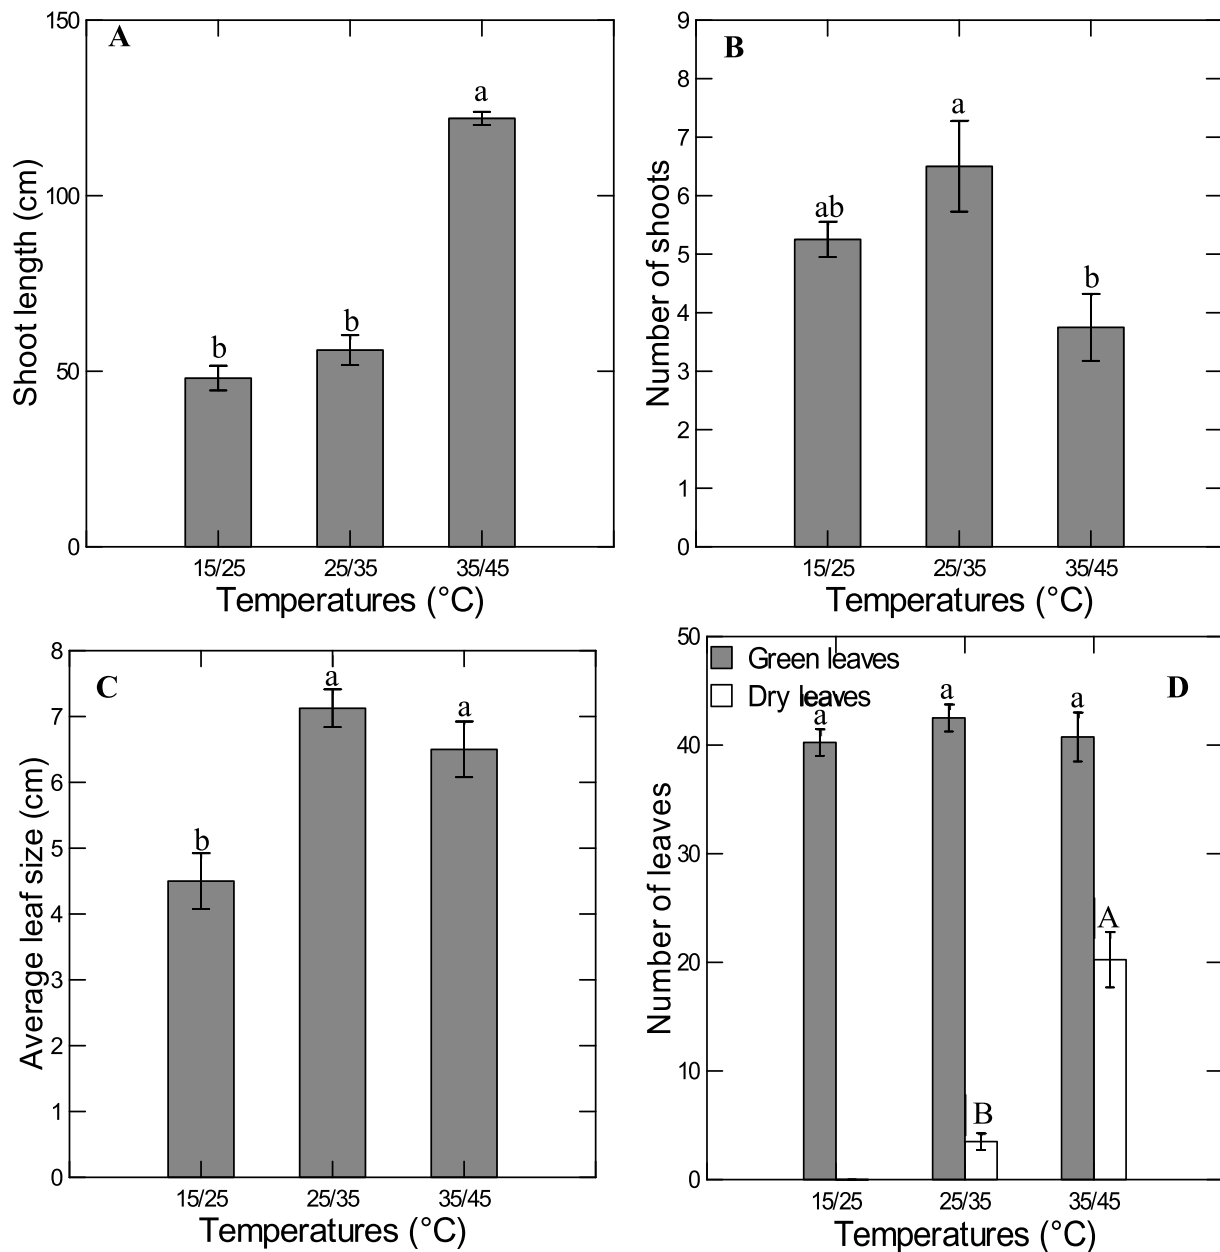 A
Shoot length (cm)
150
100
50
0
a
b
b
15/25 25/35 35/45
Temperatures (°C)
B
Number of shoots
9
8
7
6
5
4
3
2
1
0
ab
a
b
15/25 25/35 35/45
Temperatures (°C)
C
Average leaf size (cm)
8
7
6
5
4
3
2
1
0
b
a
a
15/25 25/35 35/45
Temperatures (°C)
D
Green leaves
Dry leaves
Number of leaves
50
40
30
20
10
0
a
a
a
B
A
15/25 25/35 35/45
Temperatures (°C)